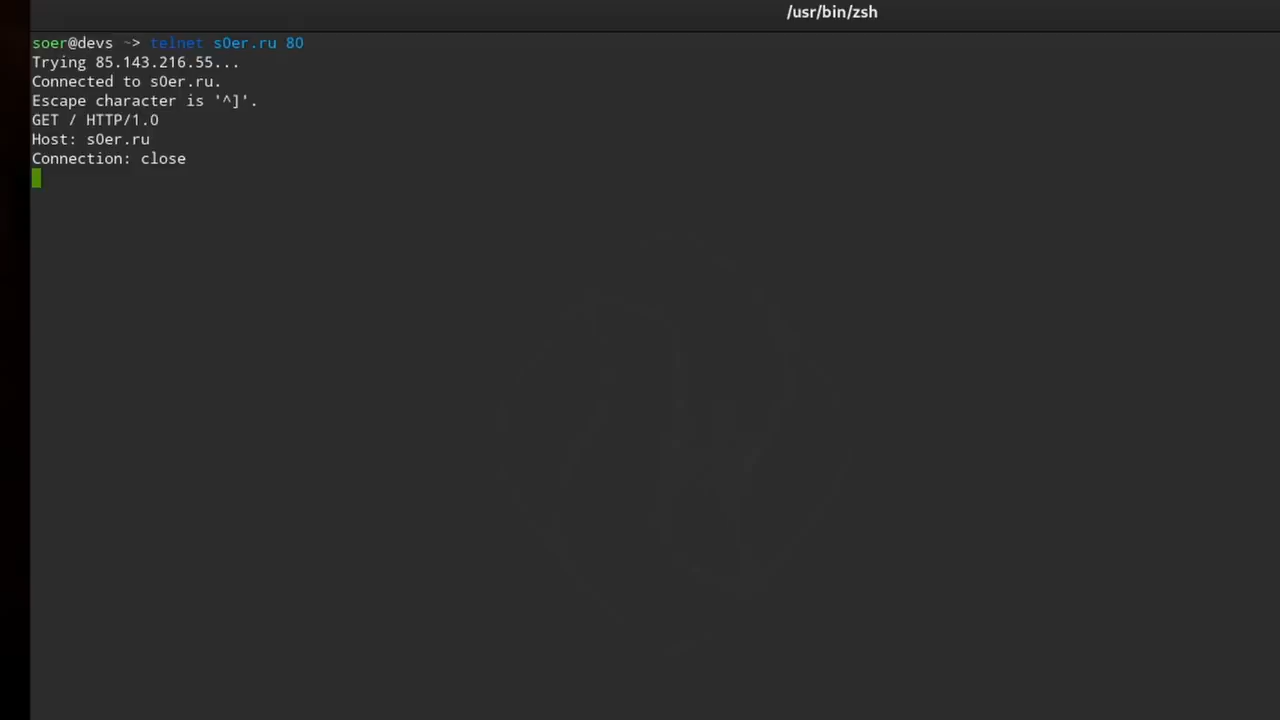 /usr/bin/zsh
soer@devs ~> telnet s0er.ru 80
Trying 85.143.216.55...
Connected to s0er.ru.
Escape character is '^]'.
GET / HTTP/1.0
Host: s0er.ru
Connection: close